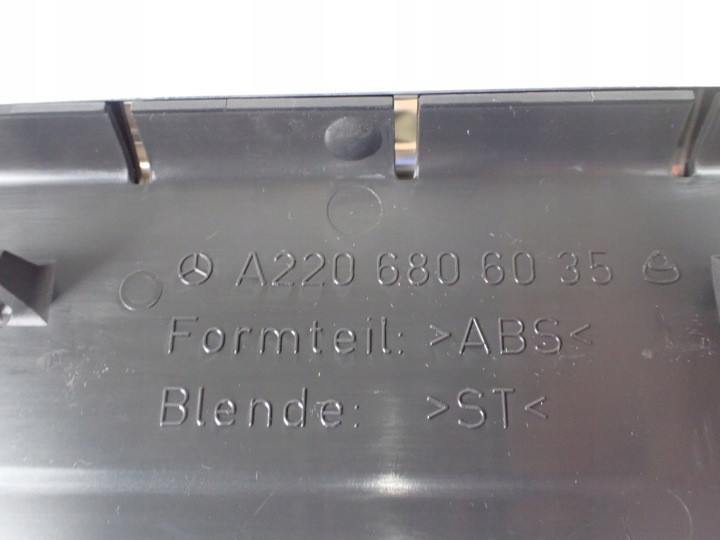 A220 680 60 35
Formteil: >ABS<
Blende: >ST<